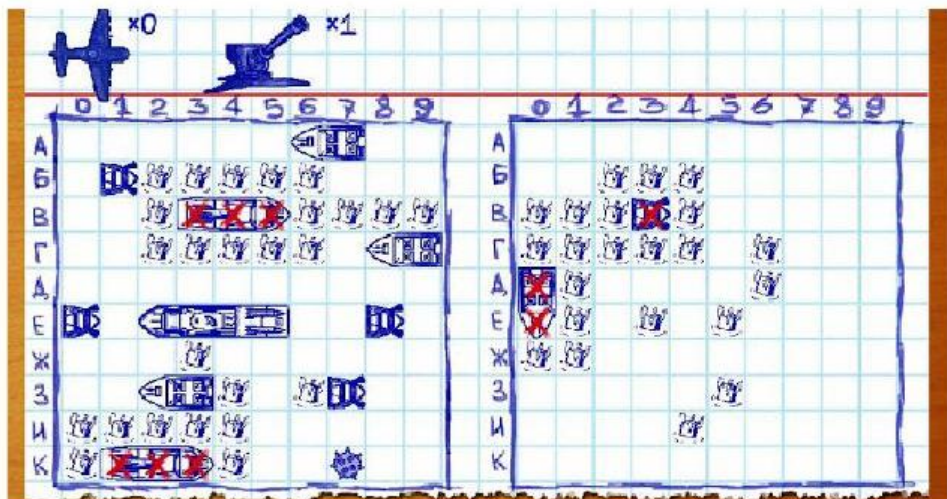 ×0 ×1
0 1 2 3 4 5 6 7 8 9 0 1 2 3 4 5 6 7 8 9
А А
Б Б
В В
Г Г
Д Д
Е Е
Ж Ж
З З
И И
К К